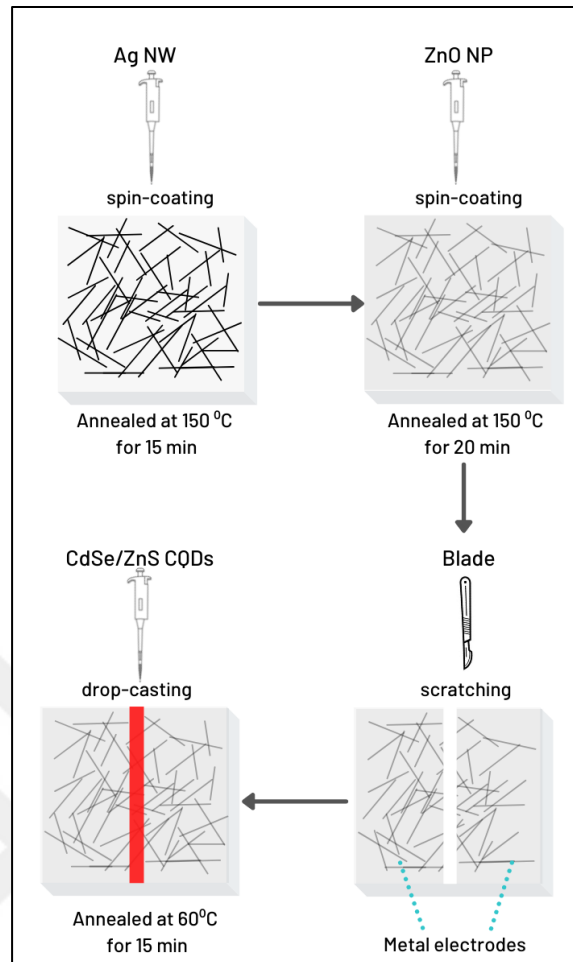 Ag NW
spin-coating
Annealed at 150 ⁰C
for 15 min
ZnO NP
spin-coating
Annealed at 150 ⁰C
for 20 min
Blade
scratching
Metal electrodes
CdSe/ZnS CQDs
drop-casting
Annealed at 60⁰C
for 15 min